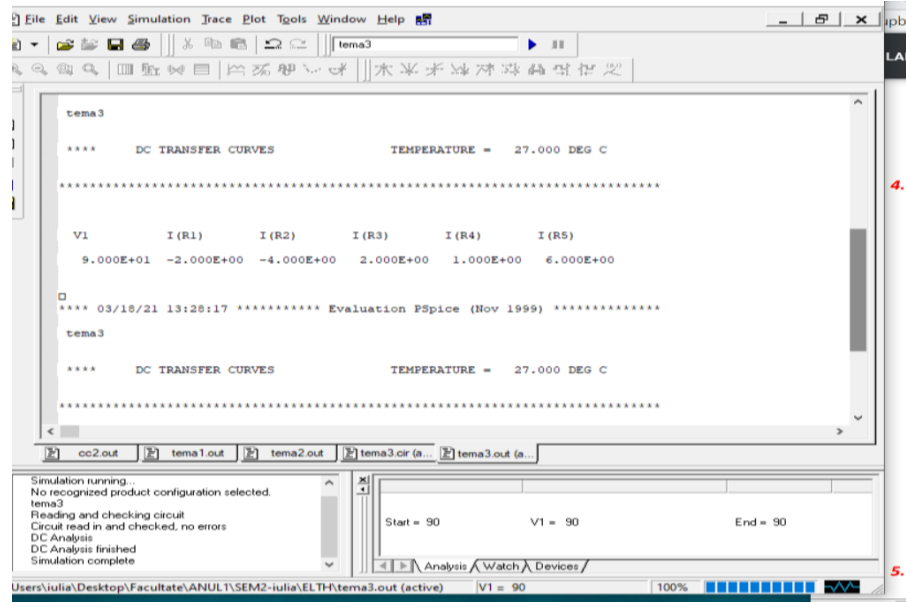 File Edit View Simulation Trace Plot Tools Window Help
tema3
LAI
tema3
**** DC TRANSFER CURVES TEMPERATURE = 27.000 DEG C
******************************************************************************
V1 I(R1) I(R2) I(R3) I(R4) I(R5)
9.000E+01 -2.000E+00 -4.000E+00 2.000E+00 1.000E+00 6.000E+00
**** 03/18/21 13:28:17 *********** Evaluation PSpice (Nov 1999) **************
tema3
**** DC TRANSFER CURVES TEMPERATURE = 27.000 DEG C
******************************************************************************
4.
cc2.out tema1.out tema2.out tema3.cir (a... tema3.out (a...
Simulation running...
No recognized product configuration selected.
tema3
Reading and checking circuit
Circuit read in and checked, no errors
DC Analysis
DC Analysis finished
Simulation complete
Start = 90 V1 = 90 End = 90
Analysis Watch Devices
5.
Users\iulia\Desktop\Facultate\ANUL1\SEM2-iulia\ELTH\tema3.out (active) V1 = 90 100%